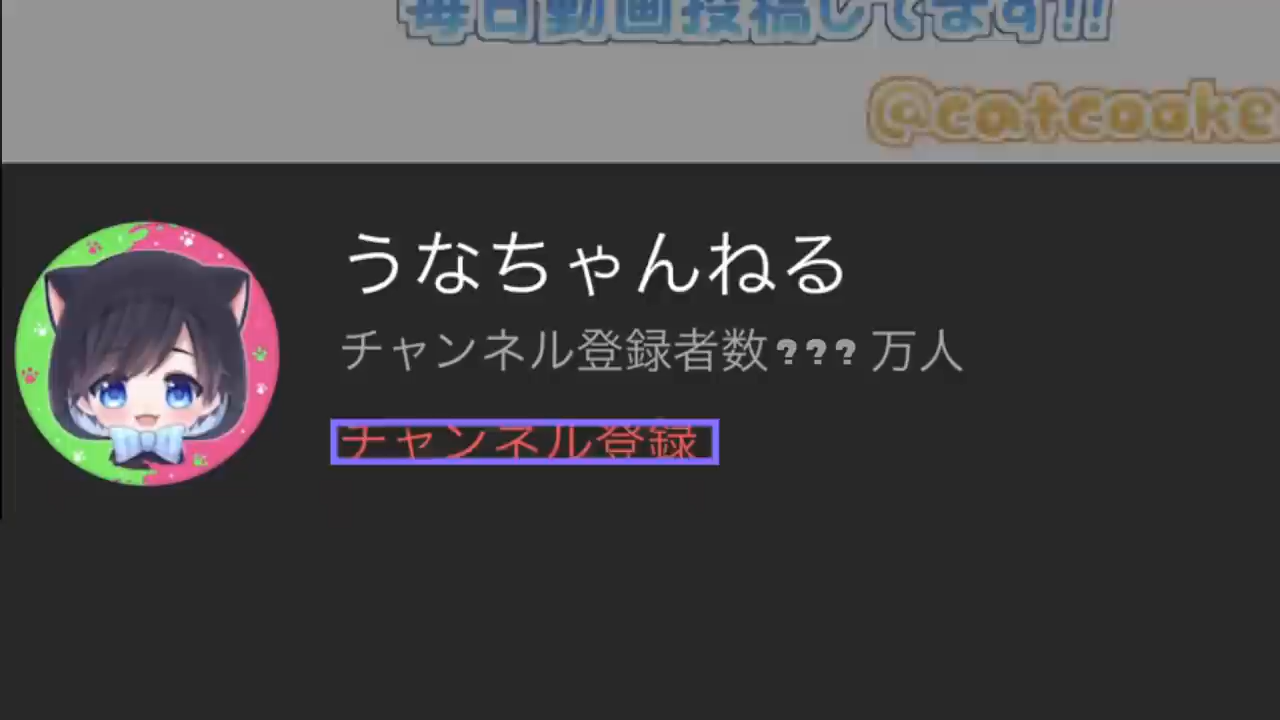 毎日動画投稿してます!!
@catcoake
うなちゃんねる
チャンネル登録者数??? 万人
チャンネル登録